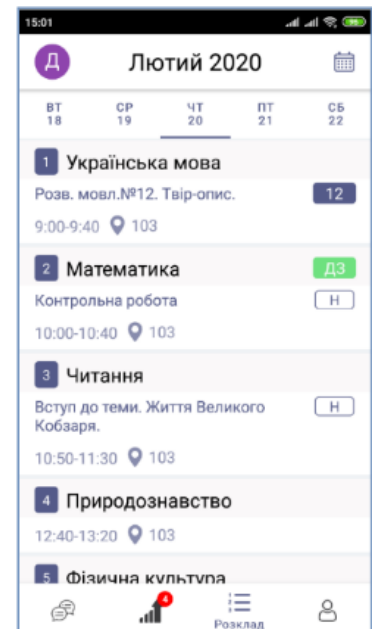 15:01
Д Лютий 2020
ВТ СР ЧТ ПТ СБ
18 19 20 21 22
1 Українська мова
Розв. мовл.№12. Твір-опис. 12
9:00-9:40 103
2 Математика ДЗ
Контрольна робота Н
10:00-10:40 103
3 Читання
Вступ до теми. Життя Великого Н
Кобзаря.
10:50-11:30 103
4 Природознавство
12:40-13:20 103
5 Фізична культура
4
Розклад